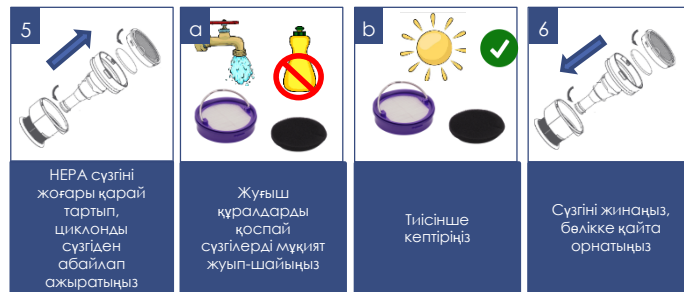 5
HEPA сүзгіні
жоғары қарай
тартып,
циклонды
сүзгіден
абайлап
ажыратыңыз
a
Жуғыш
құралдарды
қоспай
сүзгілерді мұқият
жуып-шайыңыз
b
Тиісінше
кептіріңіз
6
Сүзгіні жинаңыз,
бөлікке қайта
орнатыңыз